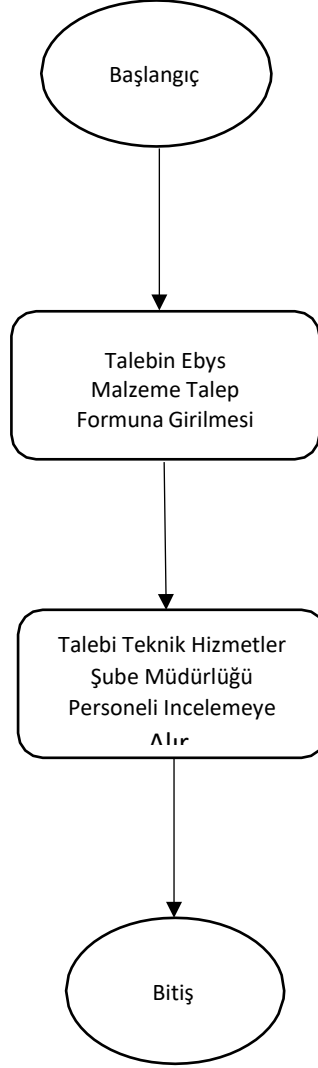 Başlangıç
Talebin Ebys
Malzeme Talep
Formuna Girilmesi
Talebi Teknik Hizmetler
Şube Müdürlüğü
Personeli Incelemeye
Alır
Bitiş